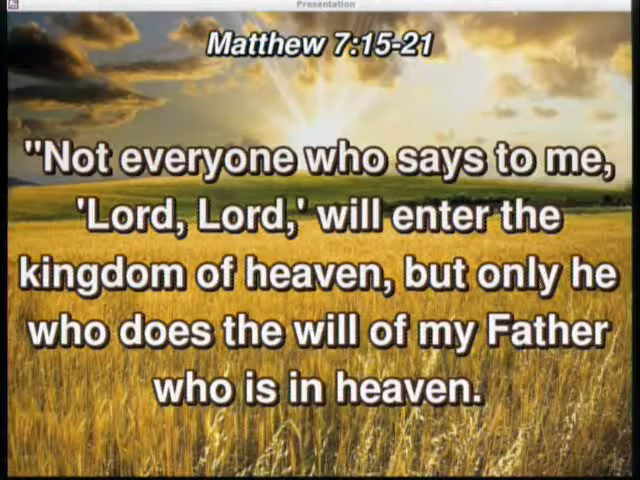 Presentation
Matthew 7:15-21
"Not everyone who says to me,
'Lord, Lord,' will enter the
kingdom of heaven, but only he
who does the will of my Father
who is in heaven.